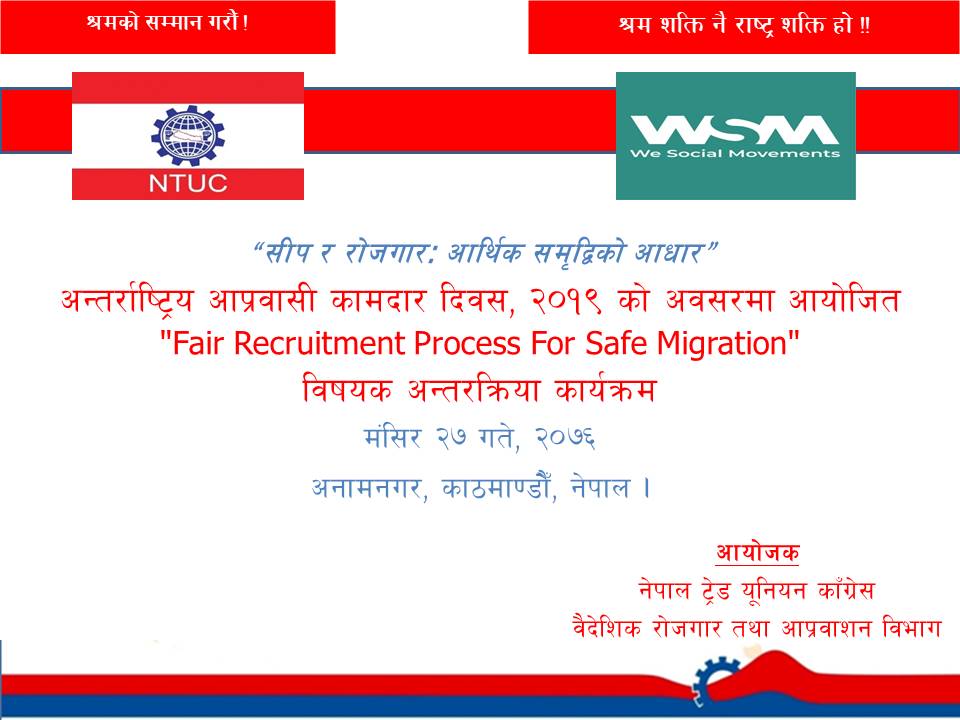 श्रमको सम्मान गरौं !
श्रम शक्ति नै राष्ट्र शक्ति हो !!
NTUC
WSM
We Social Movements
“सीप र रोजगार: आर्थिक समृद्विको आधार”
अन्तर्राष्ट्रिय आप्रवासी कामदार दिवस, २०१९ को अवसरमा आयोजित
"Fair Recruitment Process For Safe Migration"
विषयक अन्तरक्रिया कार्यक्रम
मंसिर २७ गते, २०७६
अनामनगर, काठमाण्डौँ, नेपाल ।
आयोजक
नेपाल ट्रेड यूनियन काँग्रेस
वैदेशिक रोजगार तथा आप्रवाशन विभाग